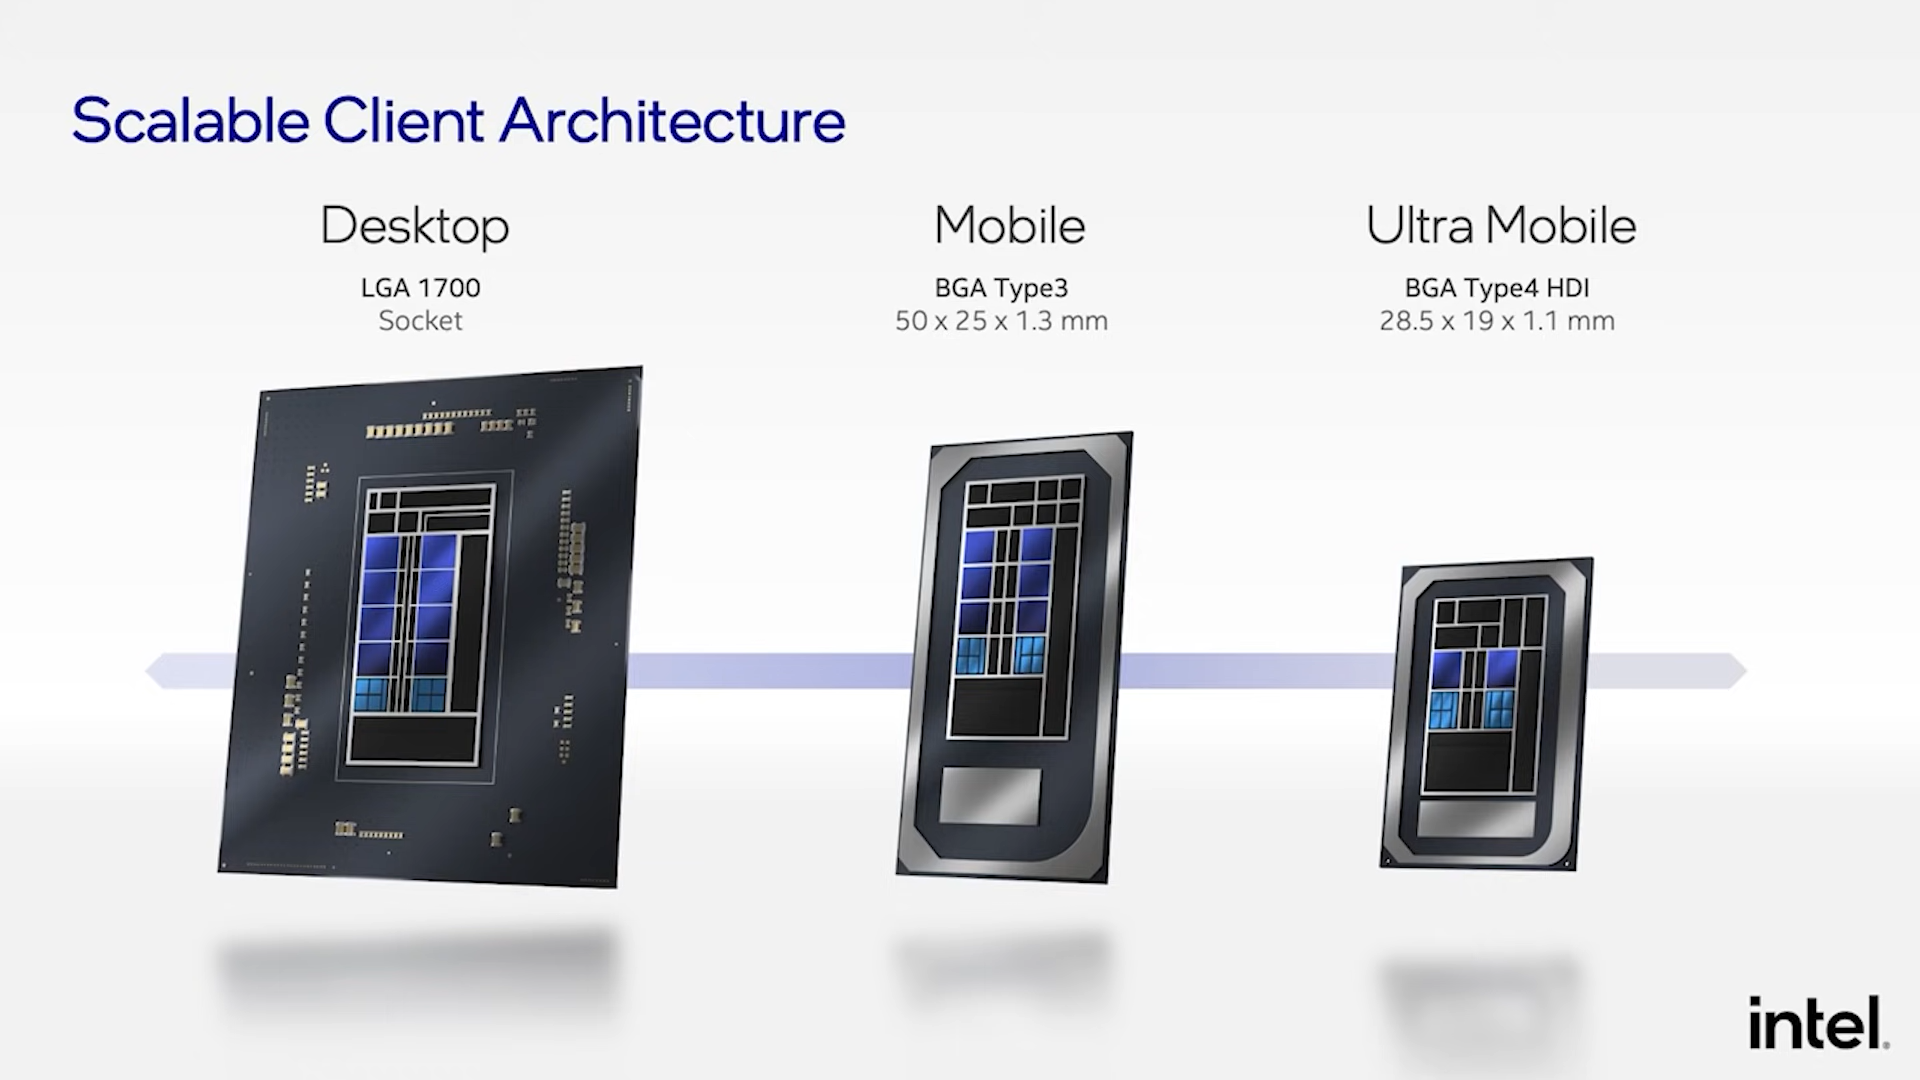 Scalable Client Architecture
Desktop
LGA 1700
Socket
Mobile
BGA Type3
50 x 25 x 1.3 mm
Ultra Mobile
BGA Type4 HDI
28.5 x 19 x 1.1 mm
intel.